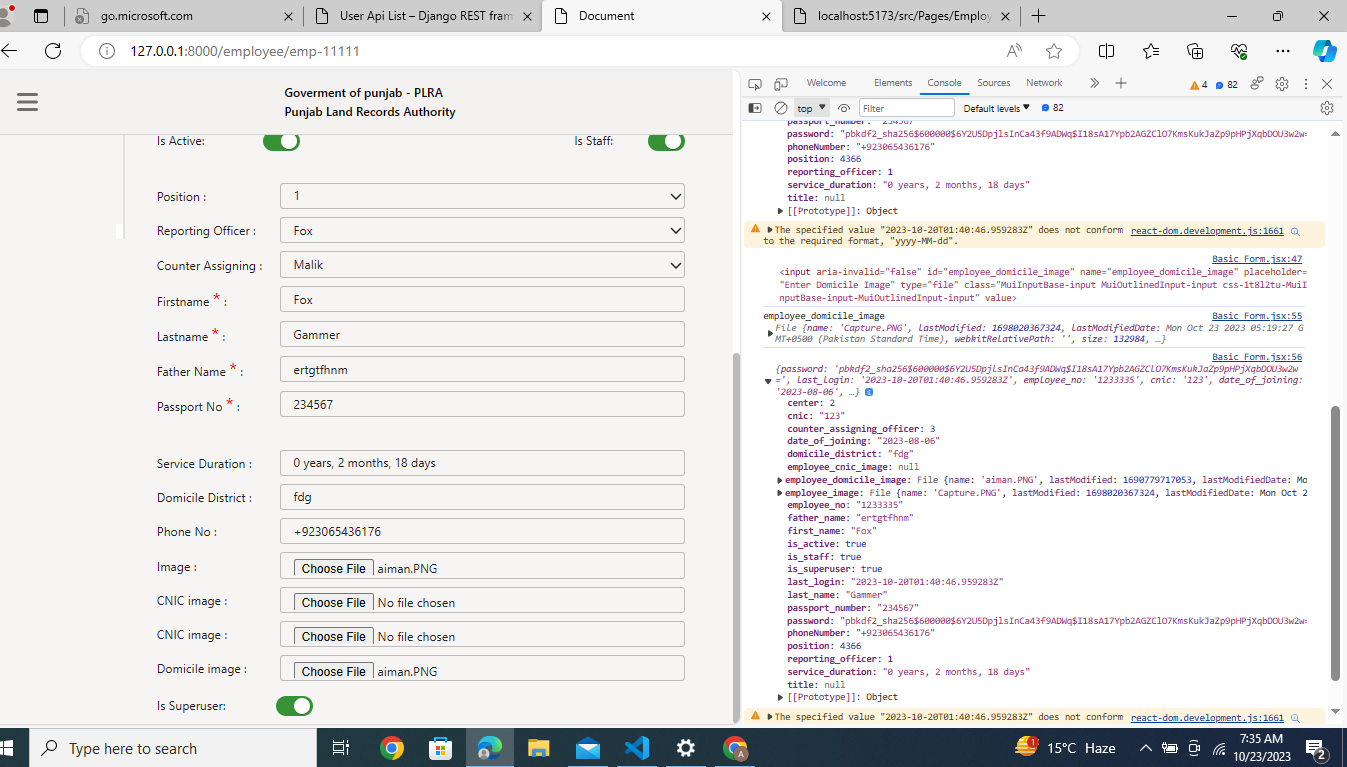 go.microsoft.com
User Api List – Django REST fram
Document
localhost:5173/src/Pages/Employ
127.0.0.1:8000/employee/emp-11111
Goverment of punjab - PLRA
Punjab Land Records Authority
Is Active:
Is Staff:
Position :
1
Reporting Officer :
Fox
Counter Assigning :
Malik
Firstname * :
Fox
Lastname * :
Gammer
Father Name * :
ertgtfhnm
Passport No * :
234567
Service Duration :
0 years, 2 months, 18 days
Domicile District :
fdg
Phone No :
+923065436176
Image :
Choose File aiman.PNG
CNIC image :
Choose File No file chosen
CNIC image :
Choose File No file chosen
Domicile image :
Choose File aiman.PNG
Is Superuser:
Welcome Elements Console Sources Network
4 82
top Filter Default levels 82
passport_number: "234567"
password: "pbkdf2_sha256$600000$6Y2U5DpjlsInCa43f9ADWq$I18sA17Ypb2AGZClO7KmsKukJaZp9pHPjXqbDOU3w2w=
phoneNumber: "+923065436176"
position: 4366
reporting_officer: 1
service_duration: "0 years, 2 months, 18 days"
title: null
[[Prototype]]: Object
The specified value "2023-10-20T01:40:46.959283Z" does not conform react-dom.development.js:1661
to the required format, "yyyy-MM-dd".
Basic Form.jsx:47
<input aria-invalid="false" id="employee_domicile_image" name="employee_domicile_image" placeholder=
"Enter Domicile Image" type="file" class="MuiInputBase-input MuiOutlinedInput-input css-1t8l2tu-MuiI
nputBase-input-MuiOutlinedInput-input" value>
employee_domicile_image Basic Form.jsx:55
File {name: 'Capture.PNG', lastModified: 1698020367324, lastModifiedDate: Mon Oct 23 2023 05:19:27 G
MT+0500 (Pakistan Standard Time), webkitRelativePath: '', size: 132984, …}
Basic Form.jsx:56
{password: 'pbkdf2_sha256$600000$6Y2U5DpjlsInCa43f9ADWq$I18sA17Ypb2AGZClO7KmsKukJaZp9pHPjXqbDOU3w2w
=', last_login: '2023-10-20T01:40:46.959283Z', employee_no: '1233335', cnic: '123', date_of_joining:
'2023-08-06', …}
center: 2
cnic: "123"
counter_assigning_officer: 3
date_of_joining: "2023-08-06"
domicile_district: "fdg"
employee_cnic_image: null
employee_domicile_image: File {name: 'aiman.PNG', lastModified: 1690779717053, lastModifiedDate: Mo
employee_image: File {name: 'Capture.PNG', lastModified: 1698020367324, lastModifiedDate: Mon Oct 2
employee_no: "1233335"
father_name: "ertgtfhnm"
first_name: "Fox"
is_active: true
is_staff: true
is_superuser: true
last_login: "2023-10-20T01:40:46.959283Z"
last_name: "Gammer"
passport_number: "234567"
password: "pbkdf2_sha256$600000$6Y2U5DpjlsInCa43f9ADWq$I18sA17Ypb2AGZClO7KmsKukJaZp9pHPjXqbDOU3w2w=
phoneNumber: "+923065436176"
position: 4366
reporting_officer: 1
service_duration: "0 years, 2 months, 18 days"
title: null
[[Prototype]]: Object
The specified value "2023-10-20T01:40:46.959283Z" does not conform react-dom.development.js:1661
Type here to search
1
A
15°C Haze
7:35 AM
10/23/2023
2